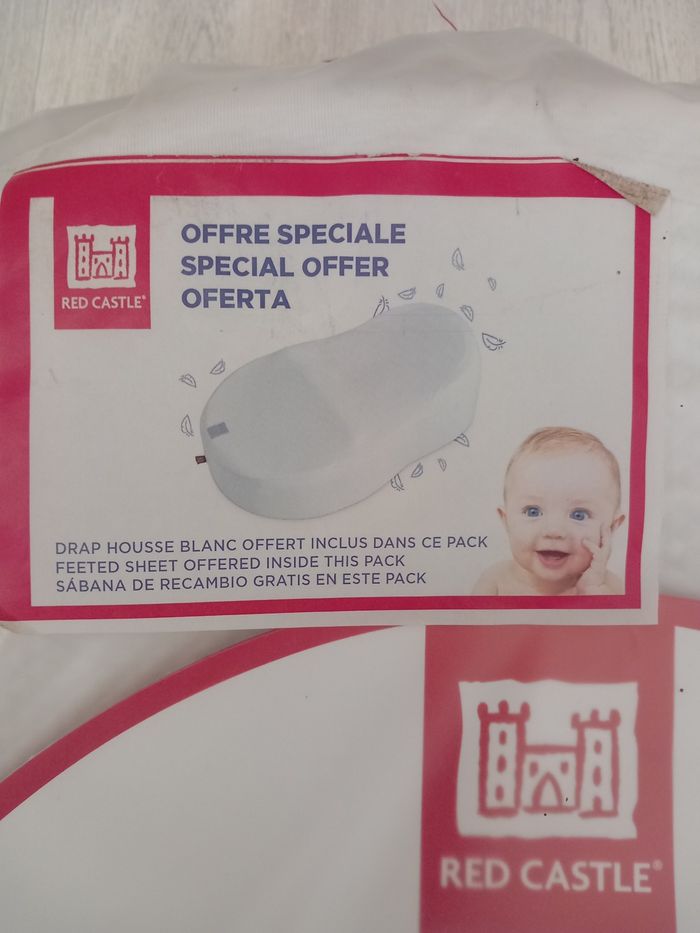 RED CASTLE®
OFFRE SPECIALE
SPECIAL OFFER
OFERTA
DRAP HOUSSE BLANC OFFERT INCLUS DANS CE PACK
FEETED SHEET OFFERED INSIDE THIS PACK
SÁBANA DE RECAMBIO GRATIS EN ESTE PACK
RED CASTLE®